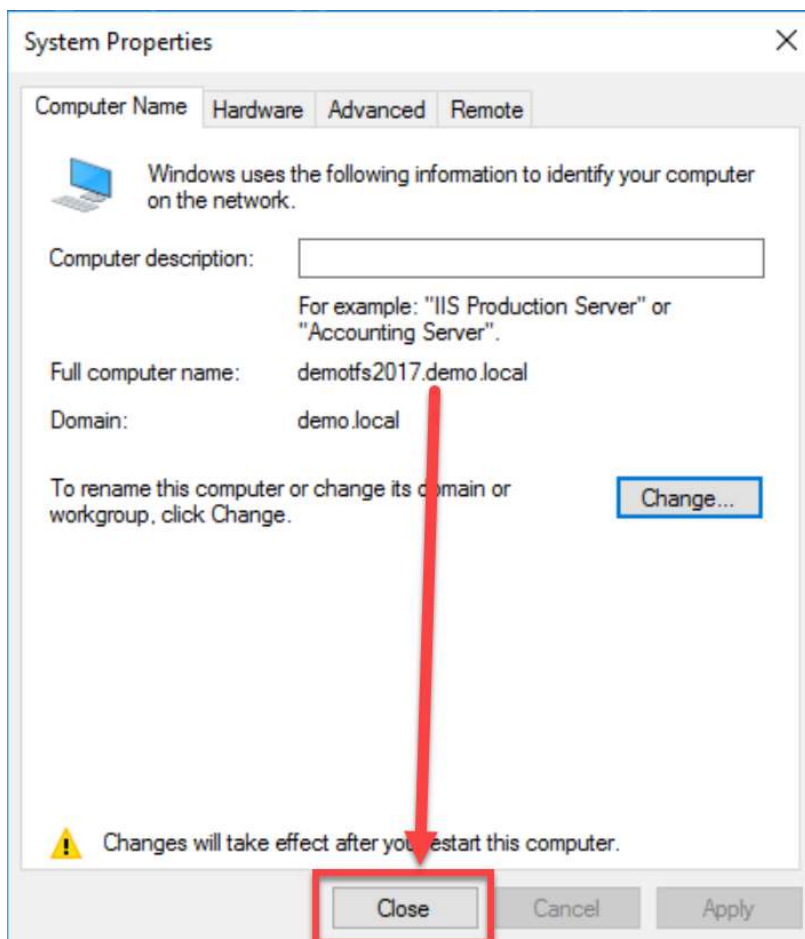 System Properties
Computer Name Hardware Advanced Remote
Windows uses the following information to identify your computer
on the network.
Computer description:
For example: "IIS Production Server" or
"Accounting Server".
Full computer name: demotfs2017.demo.local
Domain: demo.local
To rename this computer or change its domain or
workgroup, click Change.
Change...
Changes will take effect after you restart this computer.
Close Cancel Apply